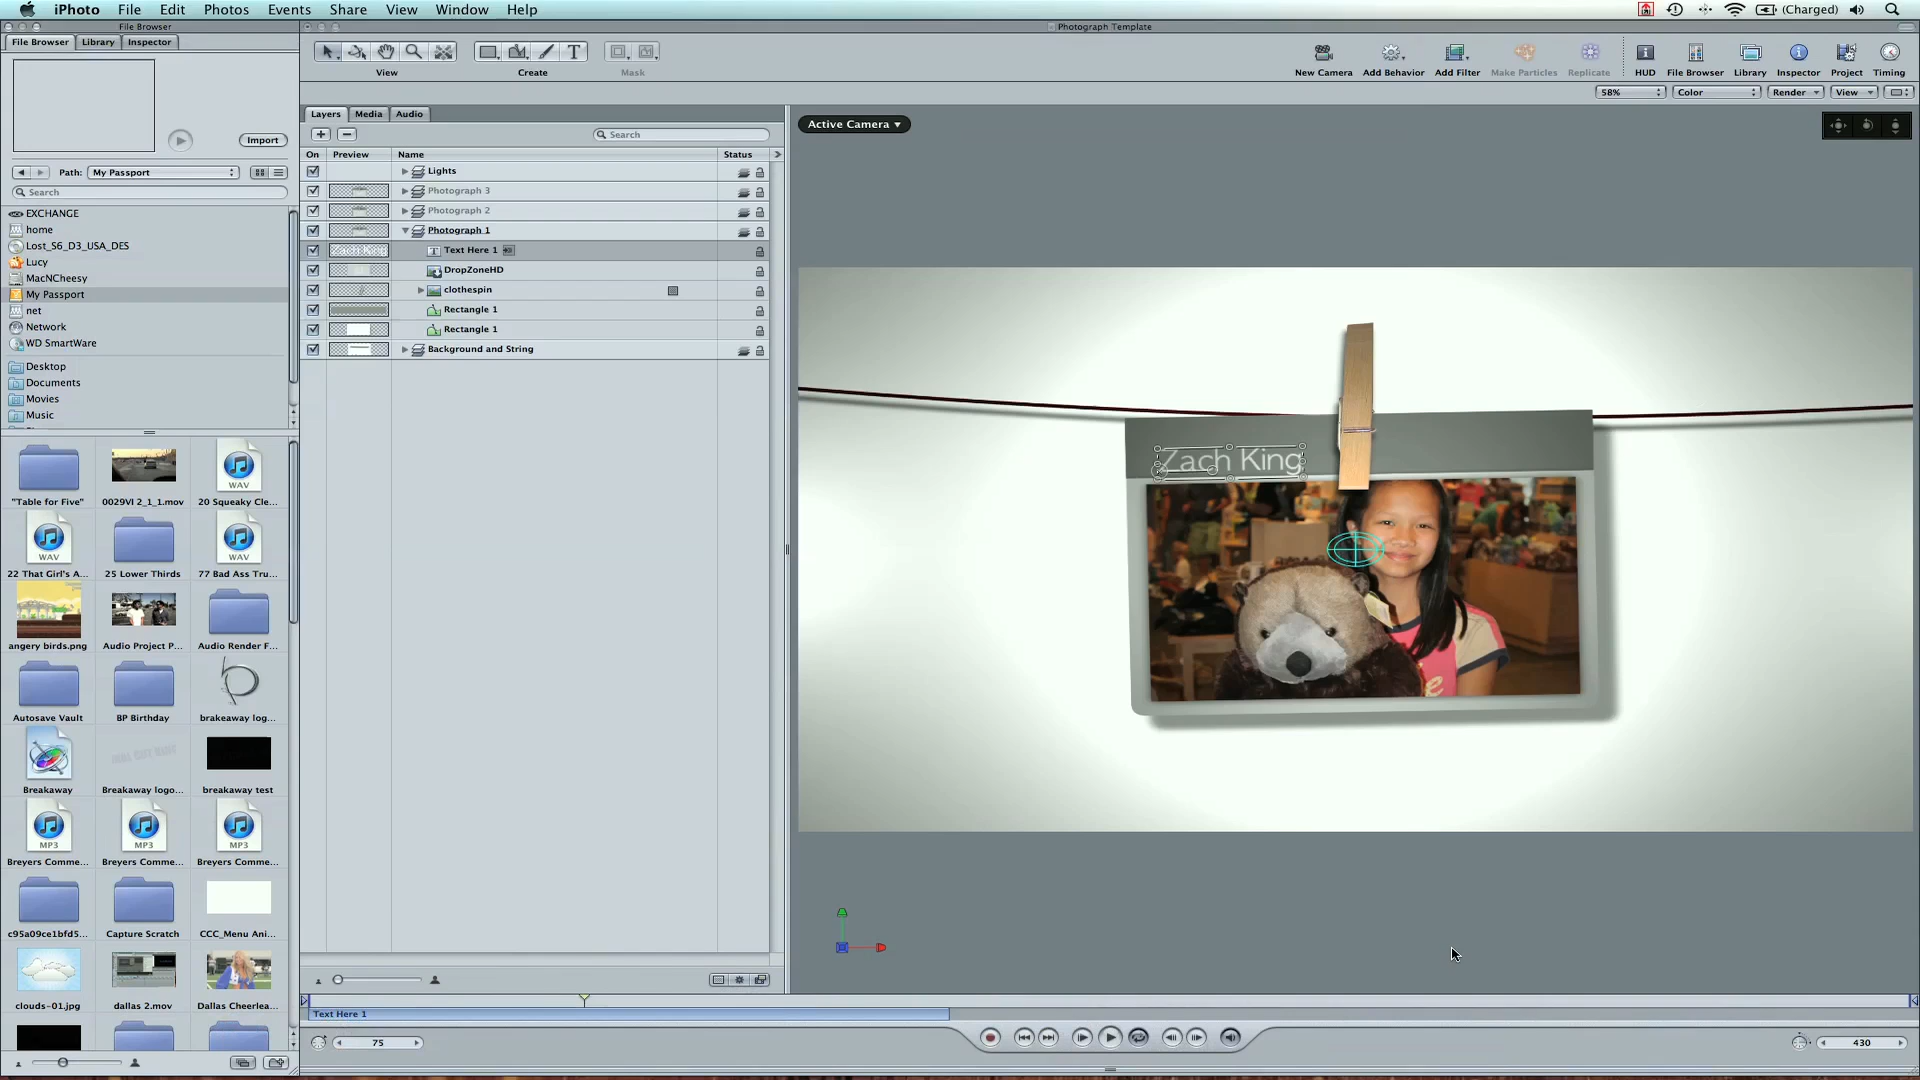 iPhoto File Edit Photos Events Share View Window Help (Charged)
File Browser
Photograph Template
File Browser Library Inspector
View Create Mask
New Camera Add Behavior Add Filter Make Particles Replicate HUD File Browser Library Inspector Project Timing
58% Color Render View
Import
Path: My Passport
Search
EXCHANGE
home
Lost_S6_D3_USA_DES
Lucy
MacNCheesy
My Passport
net
Network
WD SmartWare
Desktop
Documents
Movies
Music
"Table for Five" 0029VI 2_1_1.mov 20 Squeaky Cle...
WAV
22 That Girl's A... 25 Lower Thirds 77 Bad Ass Tru...
WAV
WAV
angery birds.png Audio Project P... Audio Render F...
Autosave Vault BP Birthday brakeaway log...
Breakaway Breakaway logo... breakaway test
MP3 MP3 MP3
Breyers Comme... Breyers Comme... Breyers Comme...
c95a09ce1bfd5... Capture Scratch CCC_Menu Ani...
clouds-01.jpg dallas 2.mov Dallas Cheerlea...
Layers Media Audio
Search
On Preview Name Status
Lights
Photograph 3
Photograph 2
Photograph 1
Text Here 1
DropZoneHD
clothespin
Rectangle 1
Rectangle 1
Background and String
Active Camera
Zach King
Text Here 1
75
430